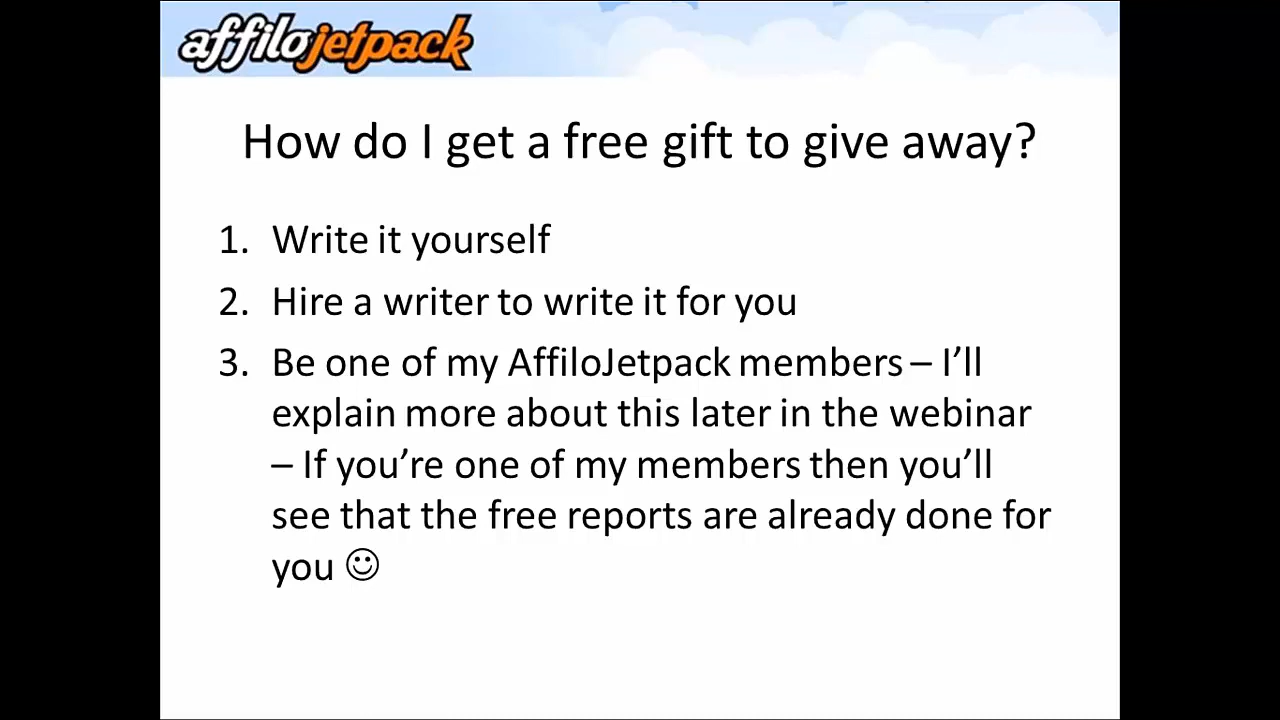 affilojetpack
How do I get a free gift to give away?
1. Write it yourself
2. Hire a writer to write it for you
3. Be one of my AffiloJetpack members – I’ll
explain more about this later in the webinar
– If you’re one of my members then you’ll
see that the free reports are already done for
you ☺